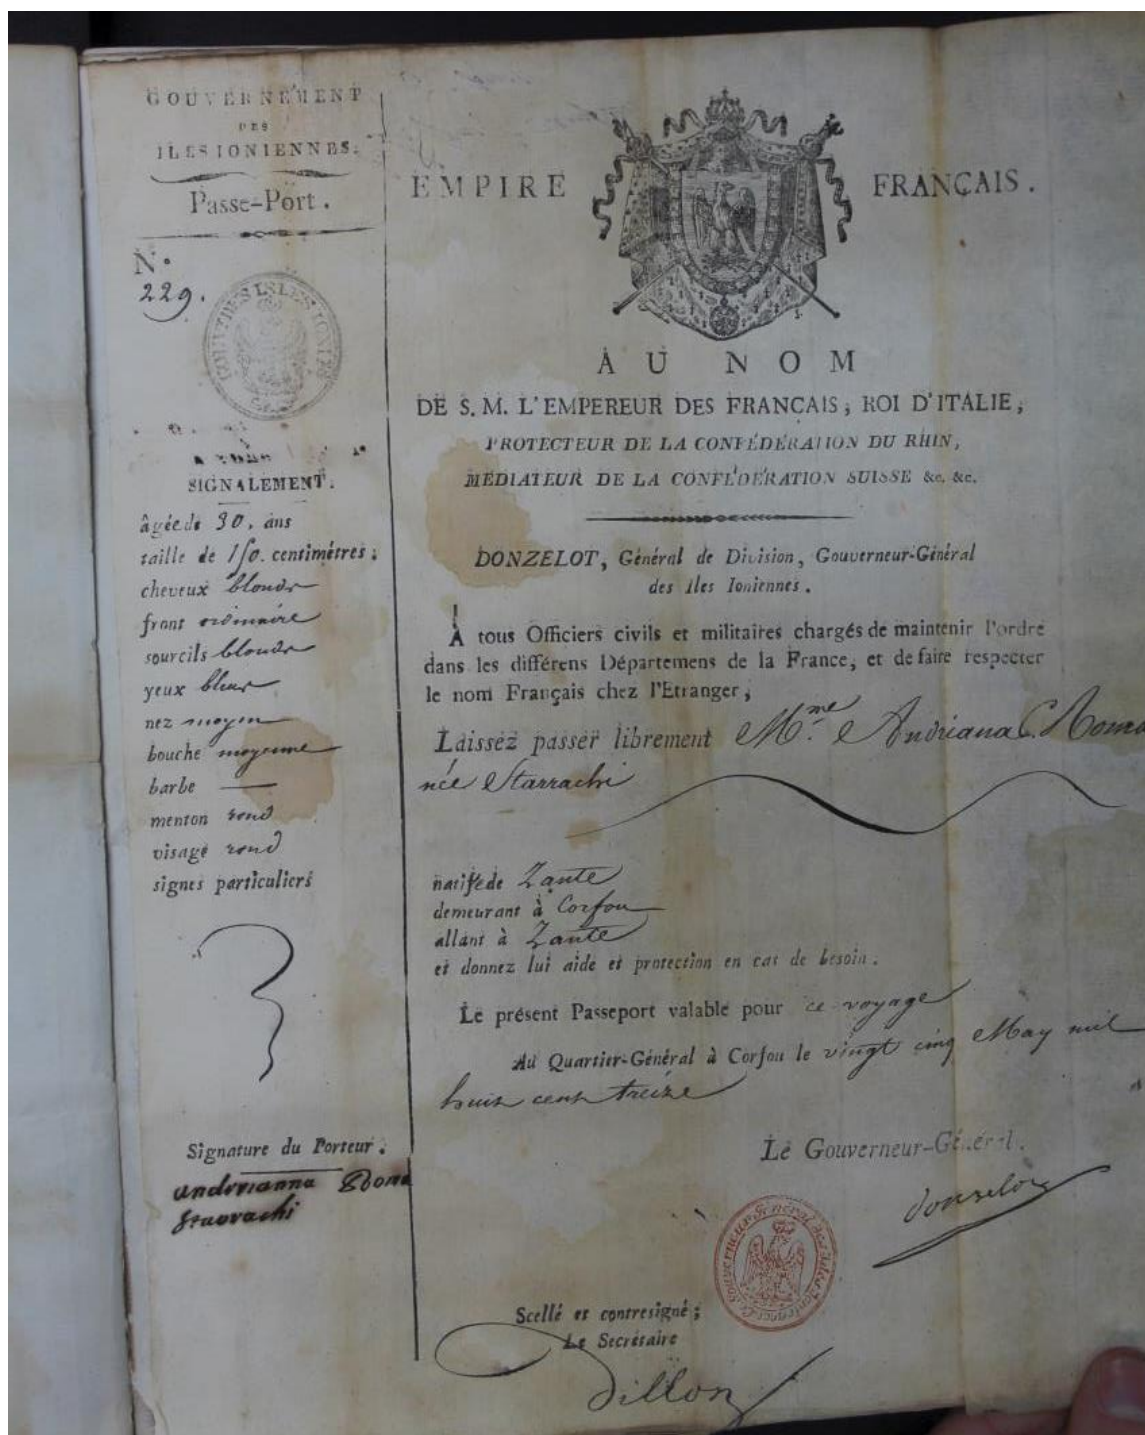 GOUVERNEMENT
DES
ILES IONIENNES.
Passe-Port.
N.°
229.
SIGNALEMENT.
âgée de 30, ans
taille de 150. centimètres;
cheveux blonds
front ordinaire
sourcils blonds
yeux bleus
nez moyen
bouche moyenne
barbe —
menton rond
visage rond
signes particuliers
Signature du Porteur.
EMPIRE FRANÇAIS.
AU NOM
DE S. M. L'EMPEREUR DES FRANÇAIS, ROI D'ITALIE,
PROTECTEUR DE LA CONFÉDÉRATION DU RHIN,
MÉDIATEUR DE LA CONFÉDÉRATION SUISSE &c. &c.
DONZELOT, Général de Division, Gouverneur-Général
des Iles Ioniennes.
À tous Officiers civils et militaires chargés de maintenir l'ordre
dans les différens Départemens de la France, et de faire respecter
le nom Français chez l'Etranger;
Laissez passer librement M.me Andriana
née
natif de Zante
demeurant à Corfou
allant à Zante
et donnez lui aide et protection en cas de besoin.
Le présent Passeport valable pour ce voyage
Au Quartier-Général à Corfou le vingt cinq May mil
huit cent treize
Le Gouverneur-Général.
Donzelot
Scellé et contresigné;
Le Secrétaire
Dillon